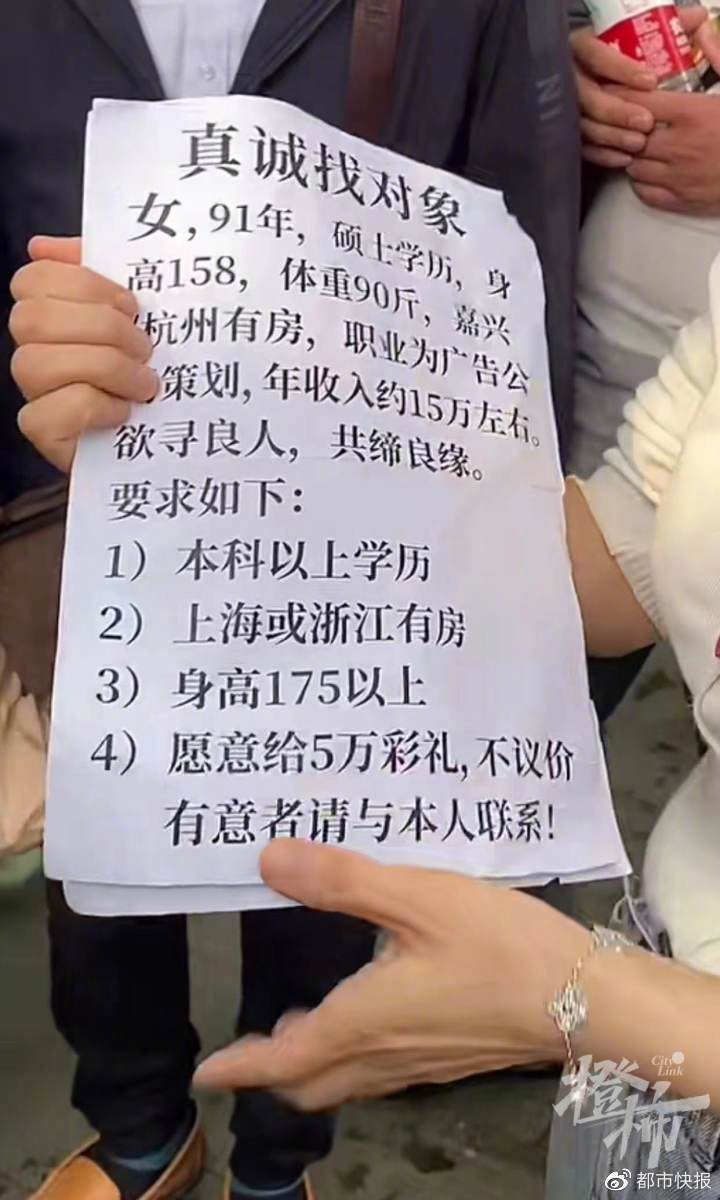 真诚找对象
女，91年，硕士学历，身
高158，体重90斤，嘉兴
杭州有房，职业为广告公
策划，年收入约15万左右。
欲寻良人，共缔良缘。
要求如下：
1）本科以上学历
2）上海或浙江有房
3）身高175以上
4）愿意给5万彩礼，不议价
有意者请与本人联系！
City Link
橙柿
都市快报